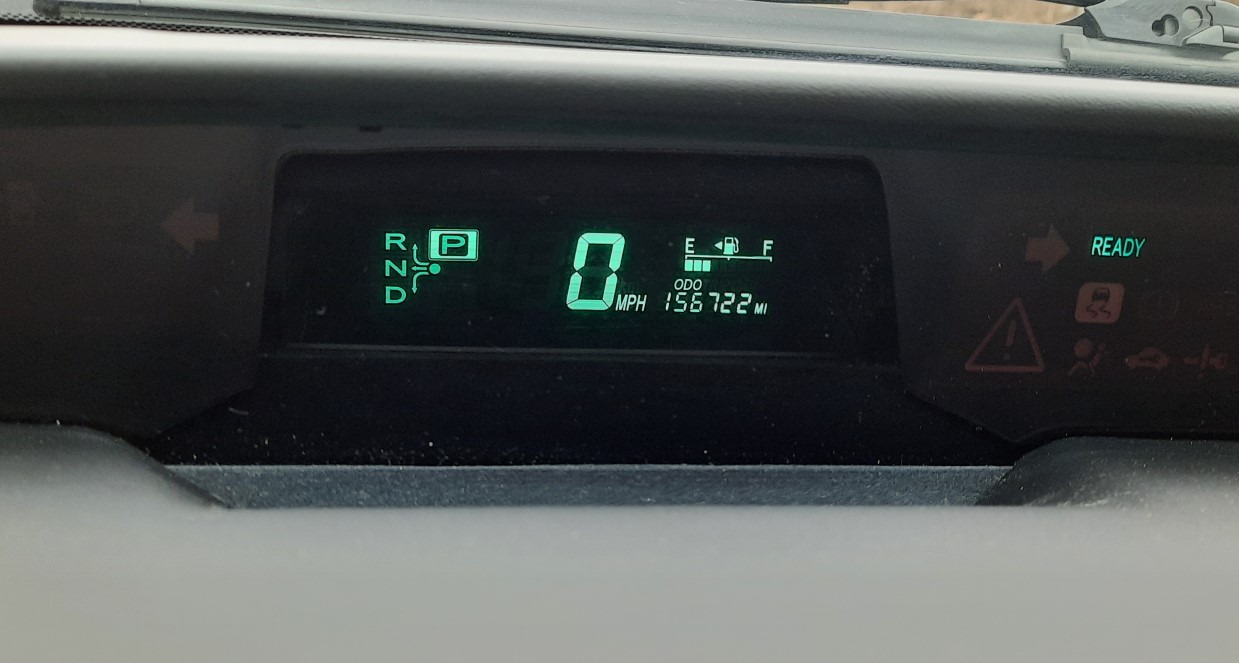 R P
N
D
0 MPH
E F
ODO
156722 MI
READY